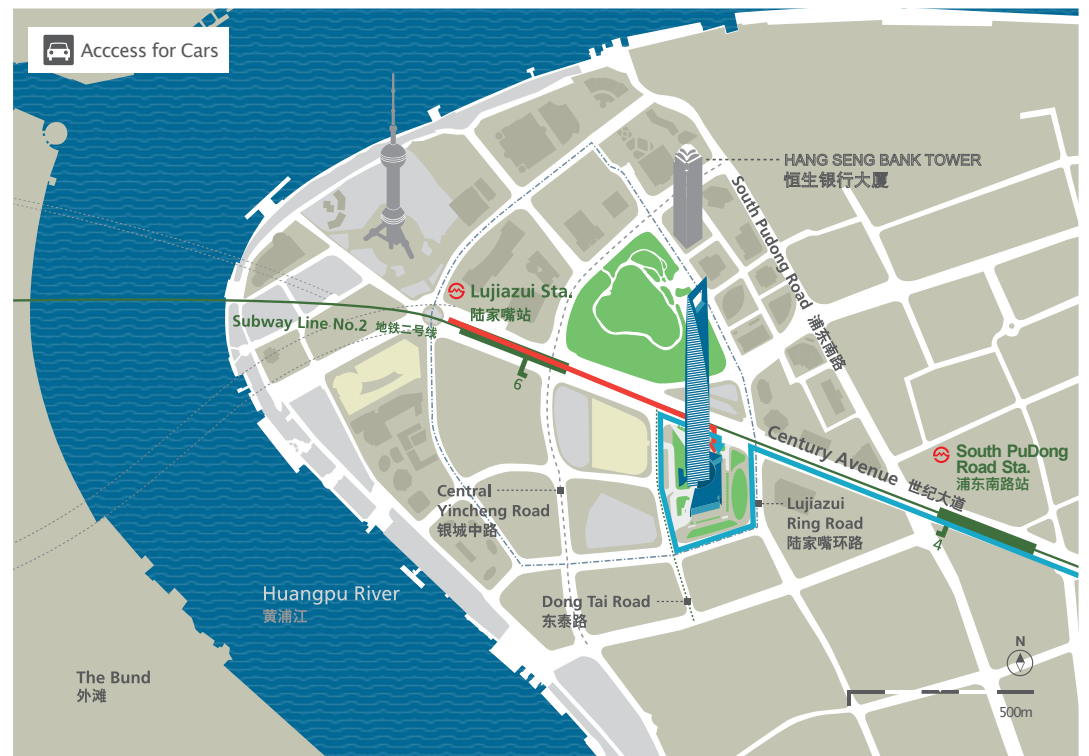 Acccess for Cars
HANG SENG BANK TOWER
恒生银行大厦
South Pudong Road 浦东南路
Lujiazui Sta.
陆家嘴站
Subway Line No.2 地铁二号线
6
Century Avenue 世纪大道
South PuDong
Road Sta.
浦东南路站
4
Central
Yincheng Road
银城中路
Lujiazui
Ring Road
陆家嘴环路
Dong Tai Road
东泰路
Huangpu River
黄浦江
The Bund
外滩
N
500m